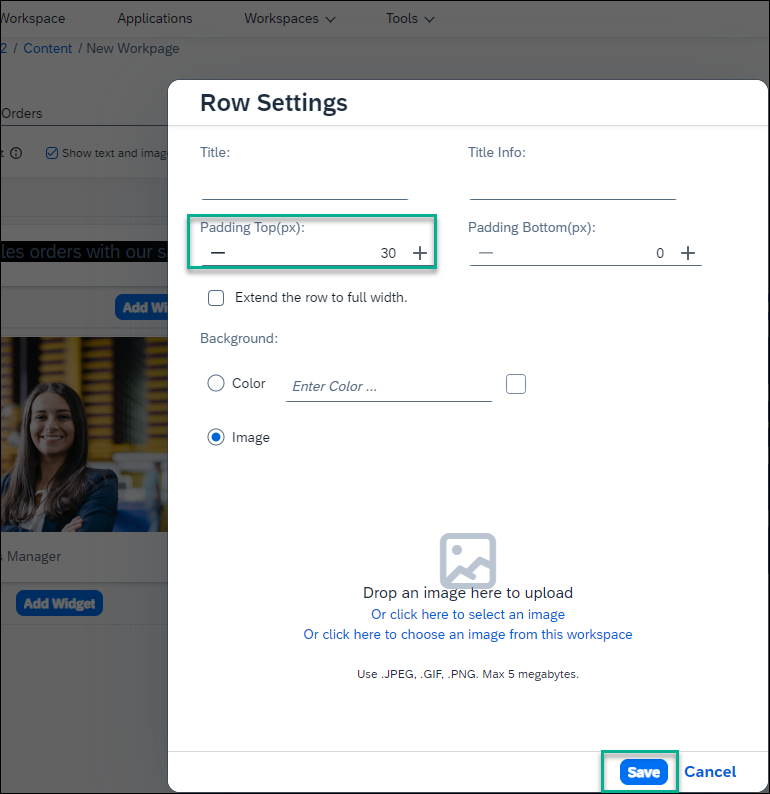 Workspace Applications Workspaces Tools
2 / Content / New Workpage
Orders
Show text and imag
les orders with our s
Add Wi
s Manager
Add Widget
Row Settings
Title: Title Info:
Padding Top(px): Padding Bottom(px):
30 0
Extend the row to full width.
Background:
Color Enter Color ...
Image
Drop an image here to upload
Or click here to select an image
Or click here to choose an image from this workspace
Use .JPEG, .GIF, .PNG. Max 5 megabytes.
Save Cancel